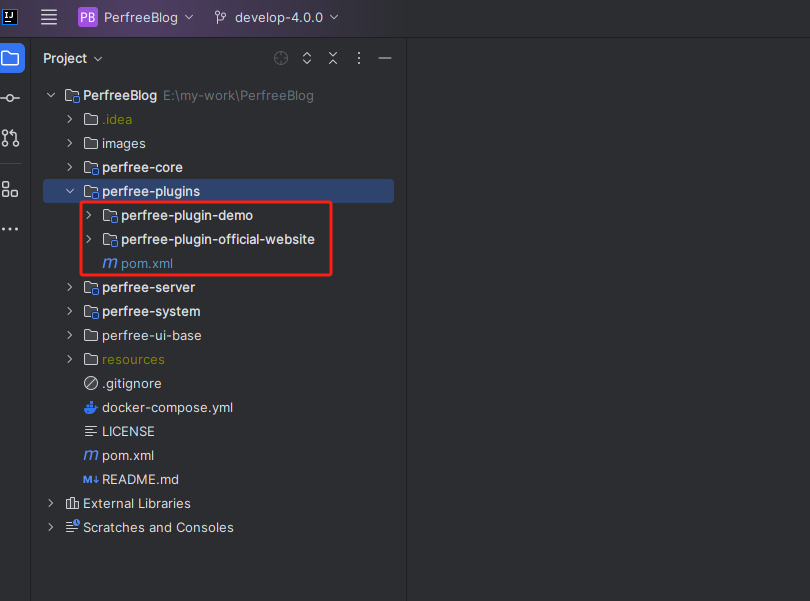 IJ
PB PerfreeBlog develop-4.0.0
Project
PerfreeBlog E:\my-work\PerfreeBlog
.idea
images
perfree-core
perfree-plugins
perfree-plugin-demo
perfree-plugin-official-website
m pom.xml
perfree-server
perfree-system
perfree-ui-base
resources
.gitignore
docker-compose.yml
LICENSE
m pom.xml
M↓ README.md
External Libraries
Scratches and Consoles